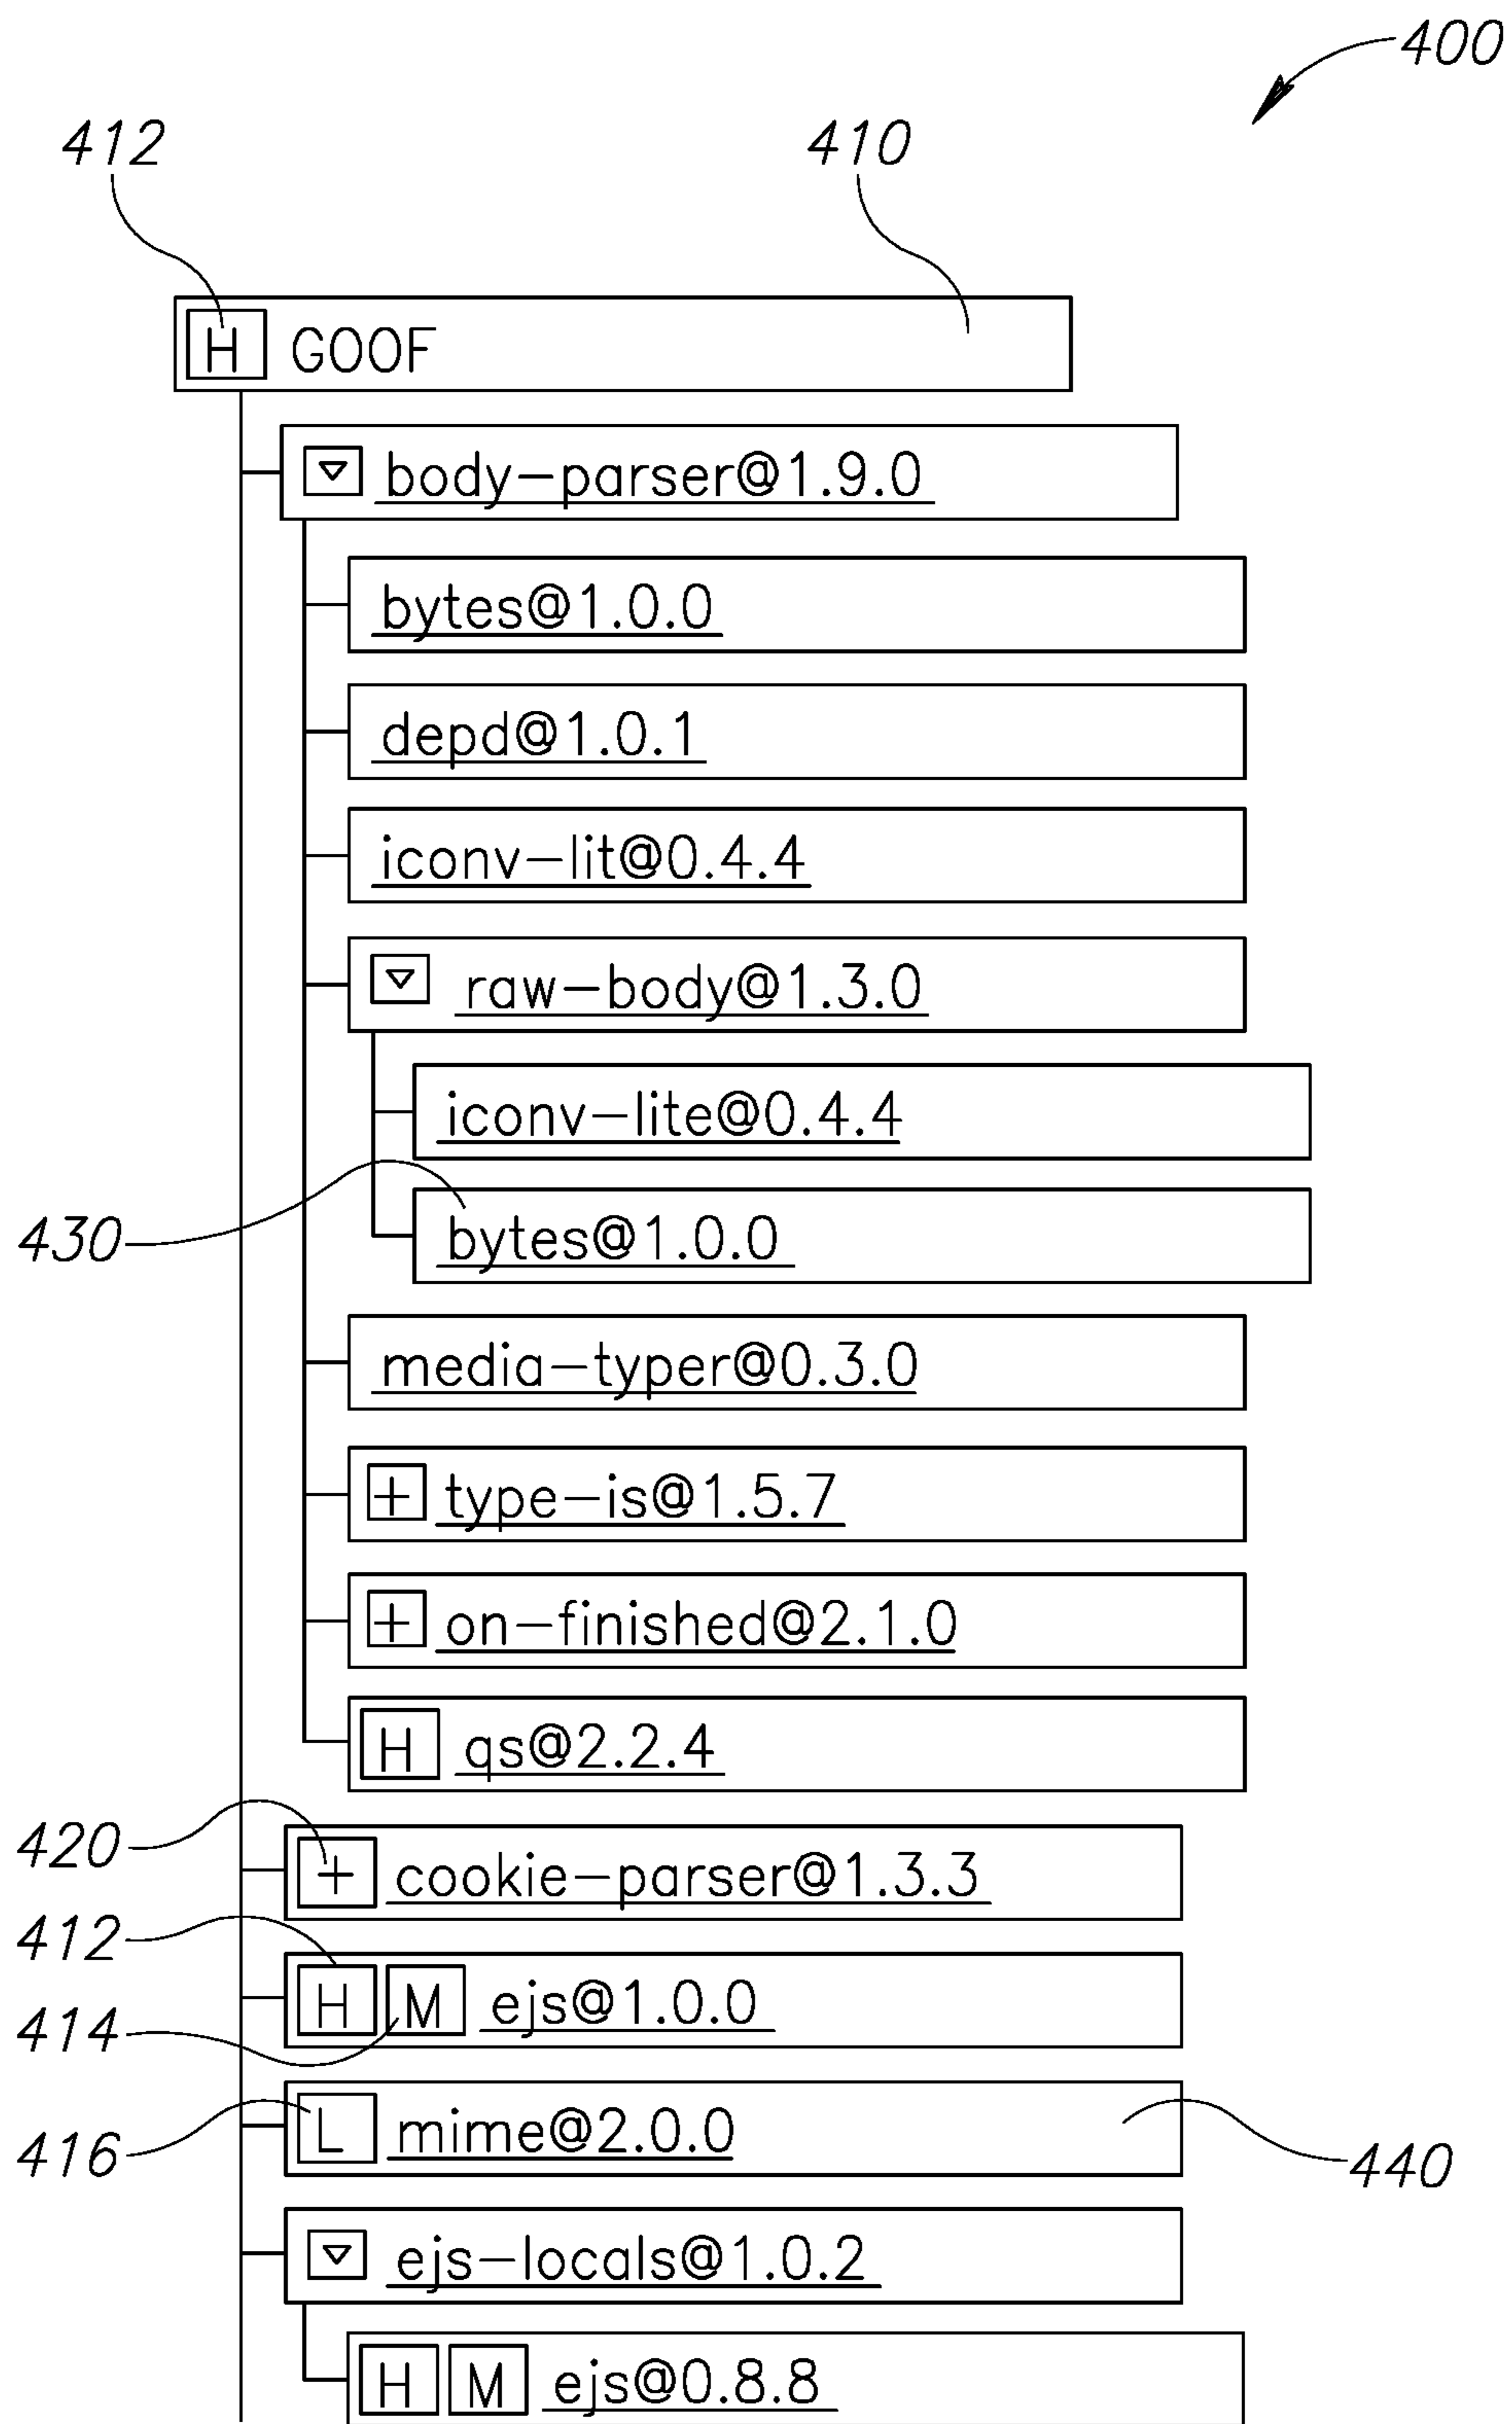 400
412 410
H GOOF
body-parser@1.9.0
bytes@1.0.0
depd@1.0.1
iconv-lit@0.4.4
raw-body@1.3.0
iconv-lite@0.4.4
430 bytes@1.0.0
media-typer@0.3.0
+ type-is@1.5.7
+ on-finished@2.1.0
H qs@2.2.4
420 + cookie-parser@1.3.3
412
H M ejs@1.0.0
414
L mime@2.0.0
416 440
ejs-locals@1.0.2
H M ejs@0.8.8